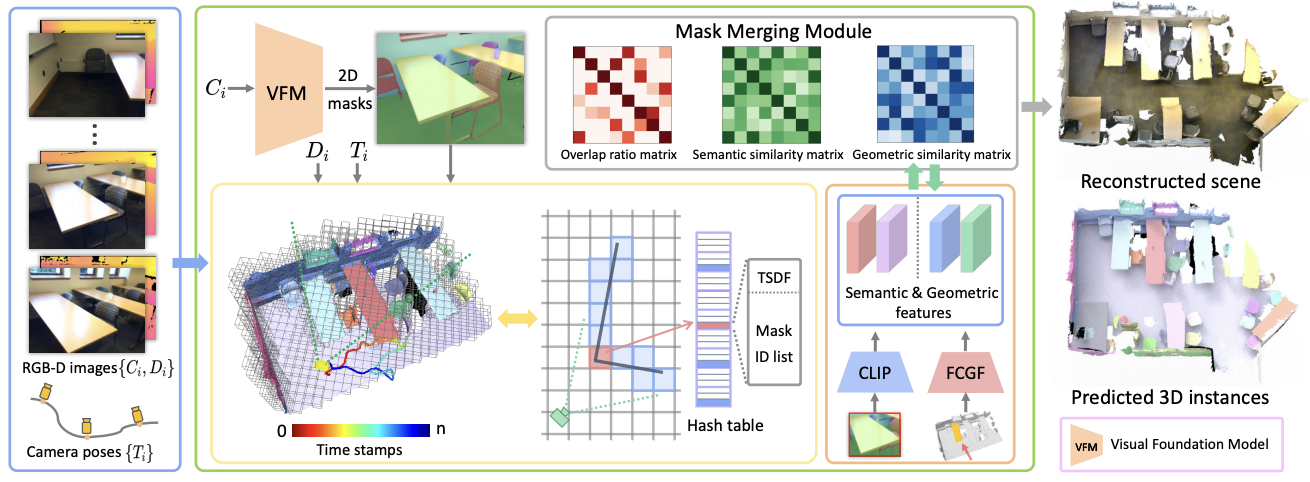 RGB-D images{C_i, D_i}
Camera poses {T_i}
C_i
VFM
2D
masks
D_i
T_i
Mask Merging Module
Overlap ratio matrix
Semantic similarity matrix
Geometric similarity matrix
0
n
Time stamps
Hash table
TSDF
Mask
ID list
Semantic & Geometric
features
CLIP
FCGF
Reconstructed scene
Predicted 3D instances
VFM
Visual Foundation Model